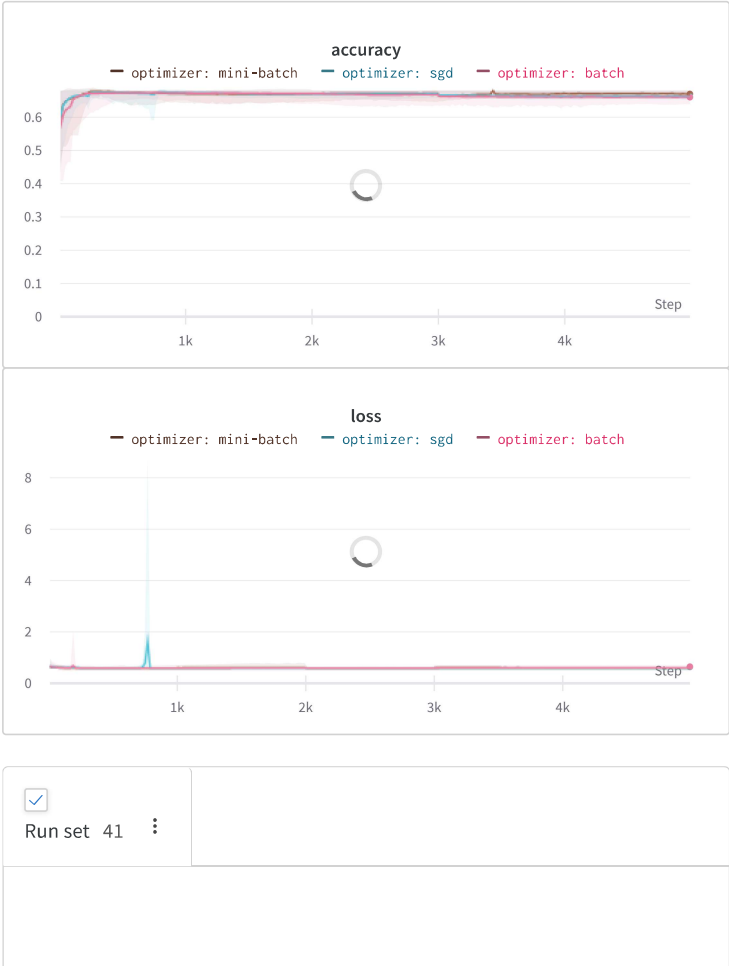 accuracy
optimizer: mini-batch optimizer: sgd optimizer: batch
0.6
0.5
0.4
0.3
0.2
0.1
Step
0
1k 2k 3k 4k
loss
optimizer: mini-batch optimizer: sgd optimizer: batch
8
6
4
2
Step
0
1k 2k 3k 4k
Run set 41